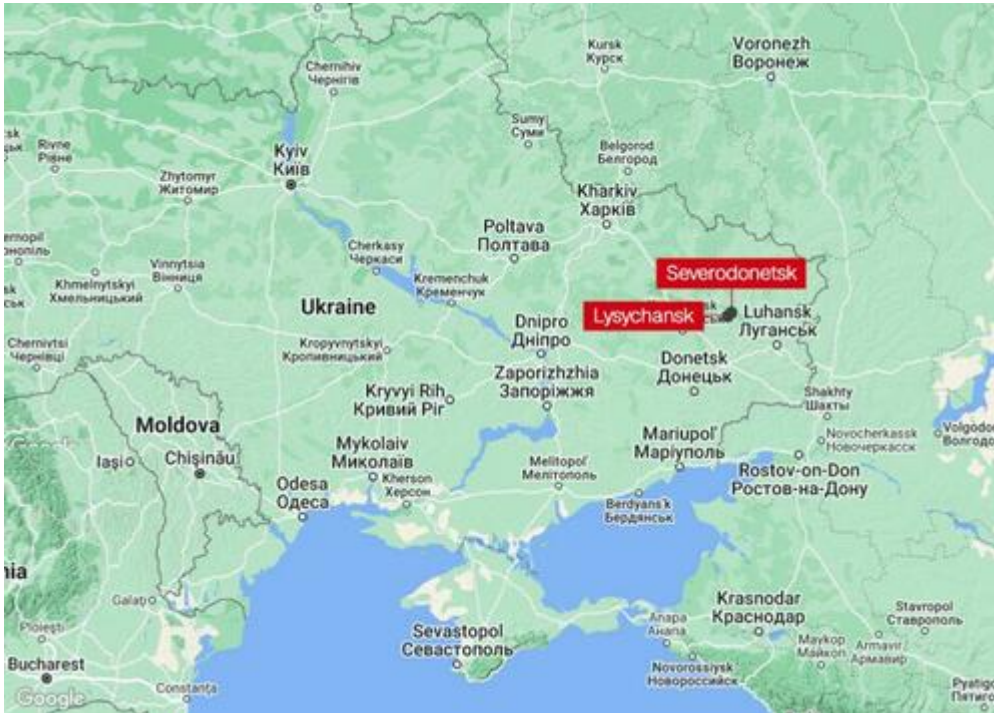 Kursk
Курск
Voronezh
Воронеж
Chernihiv
Чернігів
Sumy
Суми
Rivne
Рівне
Kyiv
Київ
Belgorod
Белгород
Zhytomyr
Житомир
Kharkiv
Харків
Poltava
Полтава
Cherkasy
Черкаси
Vinnytsia
Вінниця
Khmelnytskyi
Хмельницький
Kremenchuk
Кременчук
Severodonetsk
Ukraine
Lysychansk
Luhansk
Луганськ
Dnipro
Дніпро
Chernivtsi
Чернівці
Kropyvnytskyi
Кропивницький
Donetsk
Донецьк
Zaporizhzhia
Запоріжжя
Kryvyi Rih
Кривий Ріг
Shakhty
Шахты
Moldova
Mykolaiv
Миколаїв
Mariupol'
Маріуполь
Novocherkassk
Новочеркасск
Iași
Chișinău
Melitopol'
Мелітополь
Kherson
Херсон
Rostov-on-Don
Ростов-на-Дону
Odesa
Одеса
Berdyans'k
Бердянськ
Galați
Krasnodar
Краснодар
Stavropol
Ставрополь
Ploiești
Sevastopol
Севастополь
Anapa
Анапа
Maykop
Майкоп
Armavir
Армавир
Bucharest
Novorossiysk
Новороссийск
Constanța
Google